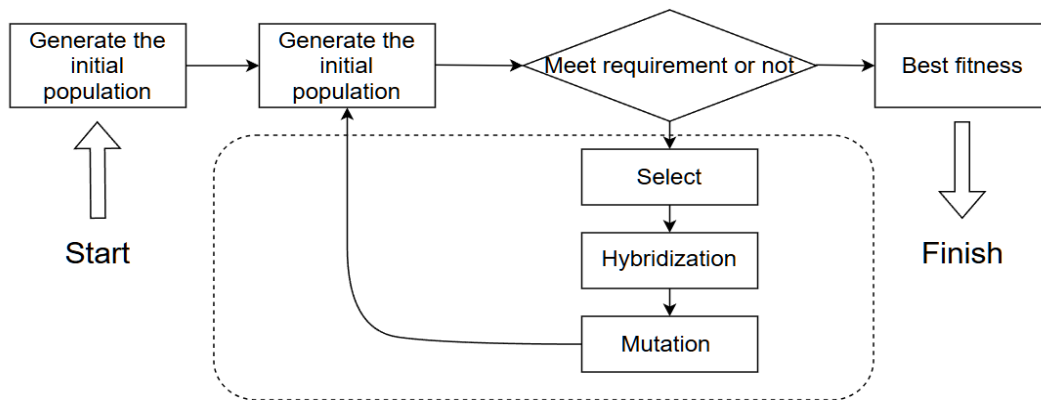 Generate the
initial
population
Generate the
initial
population
Meet requirement or not
Best fitness
Select
Start
Hybridization
Finish
Mutation